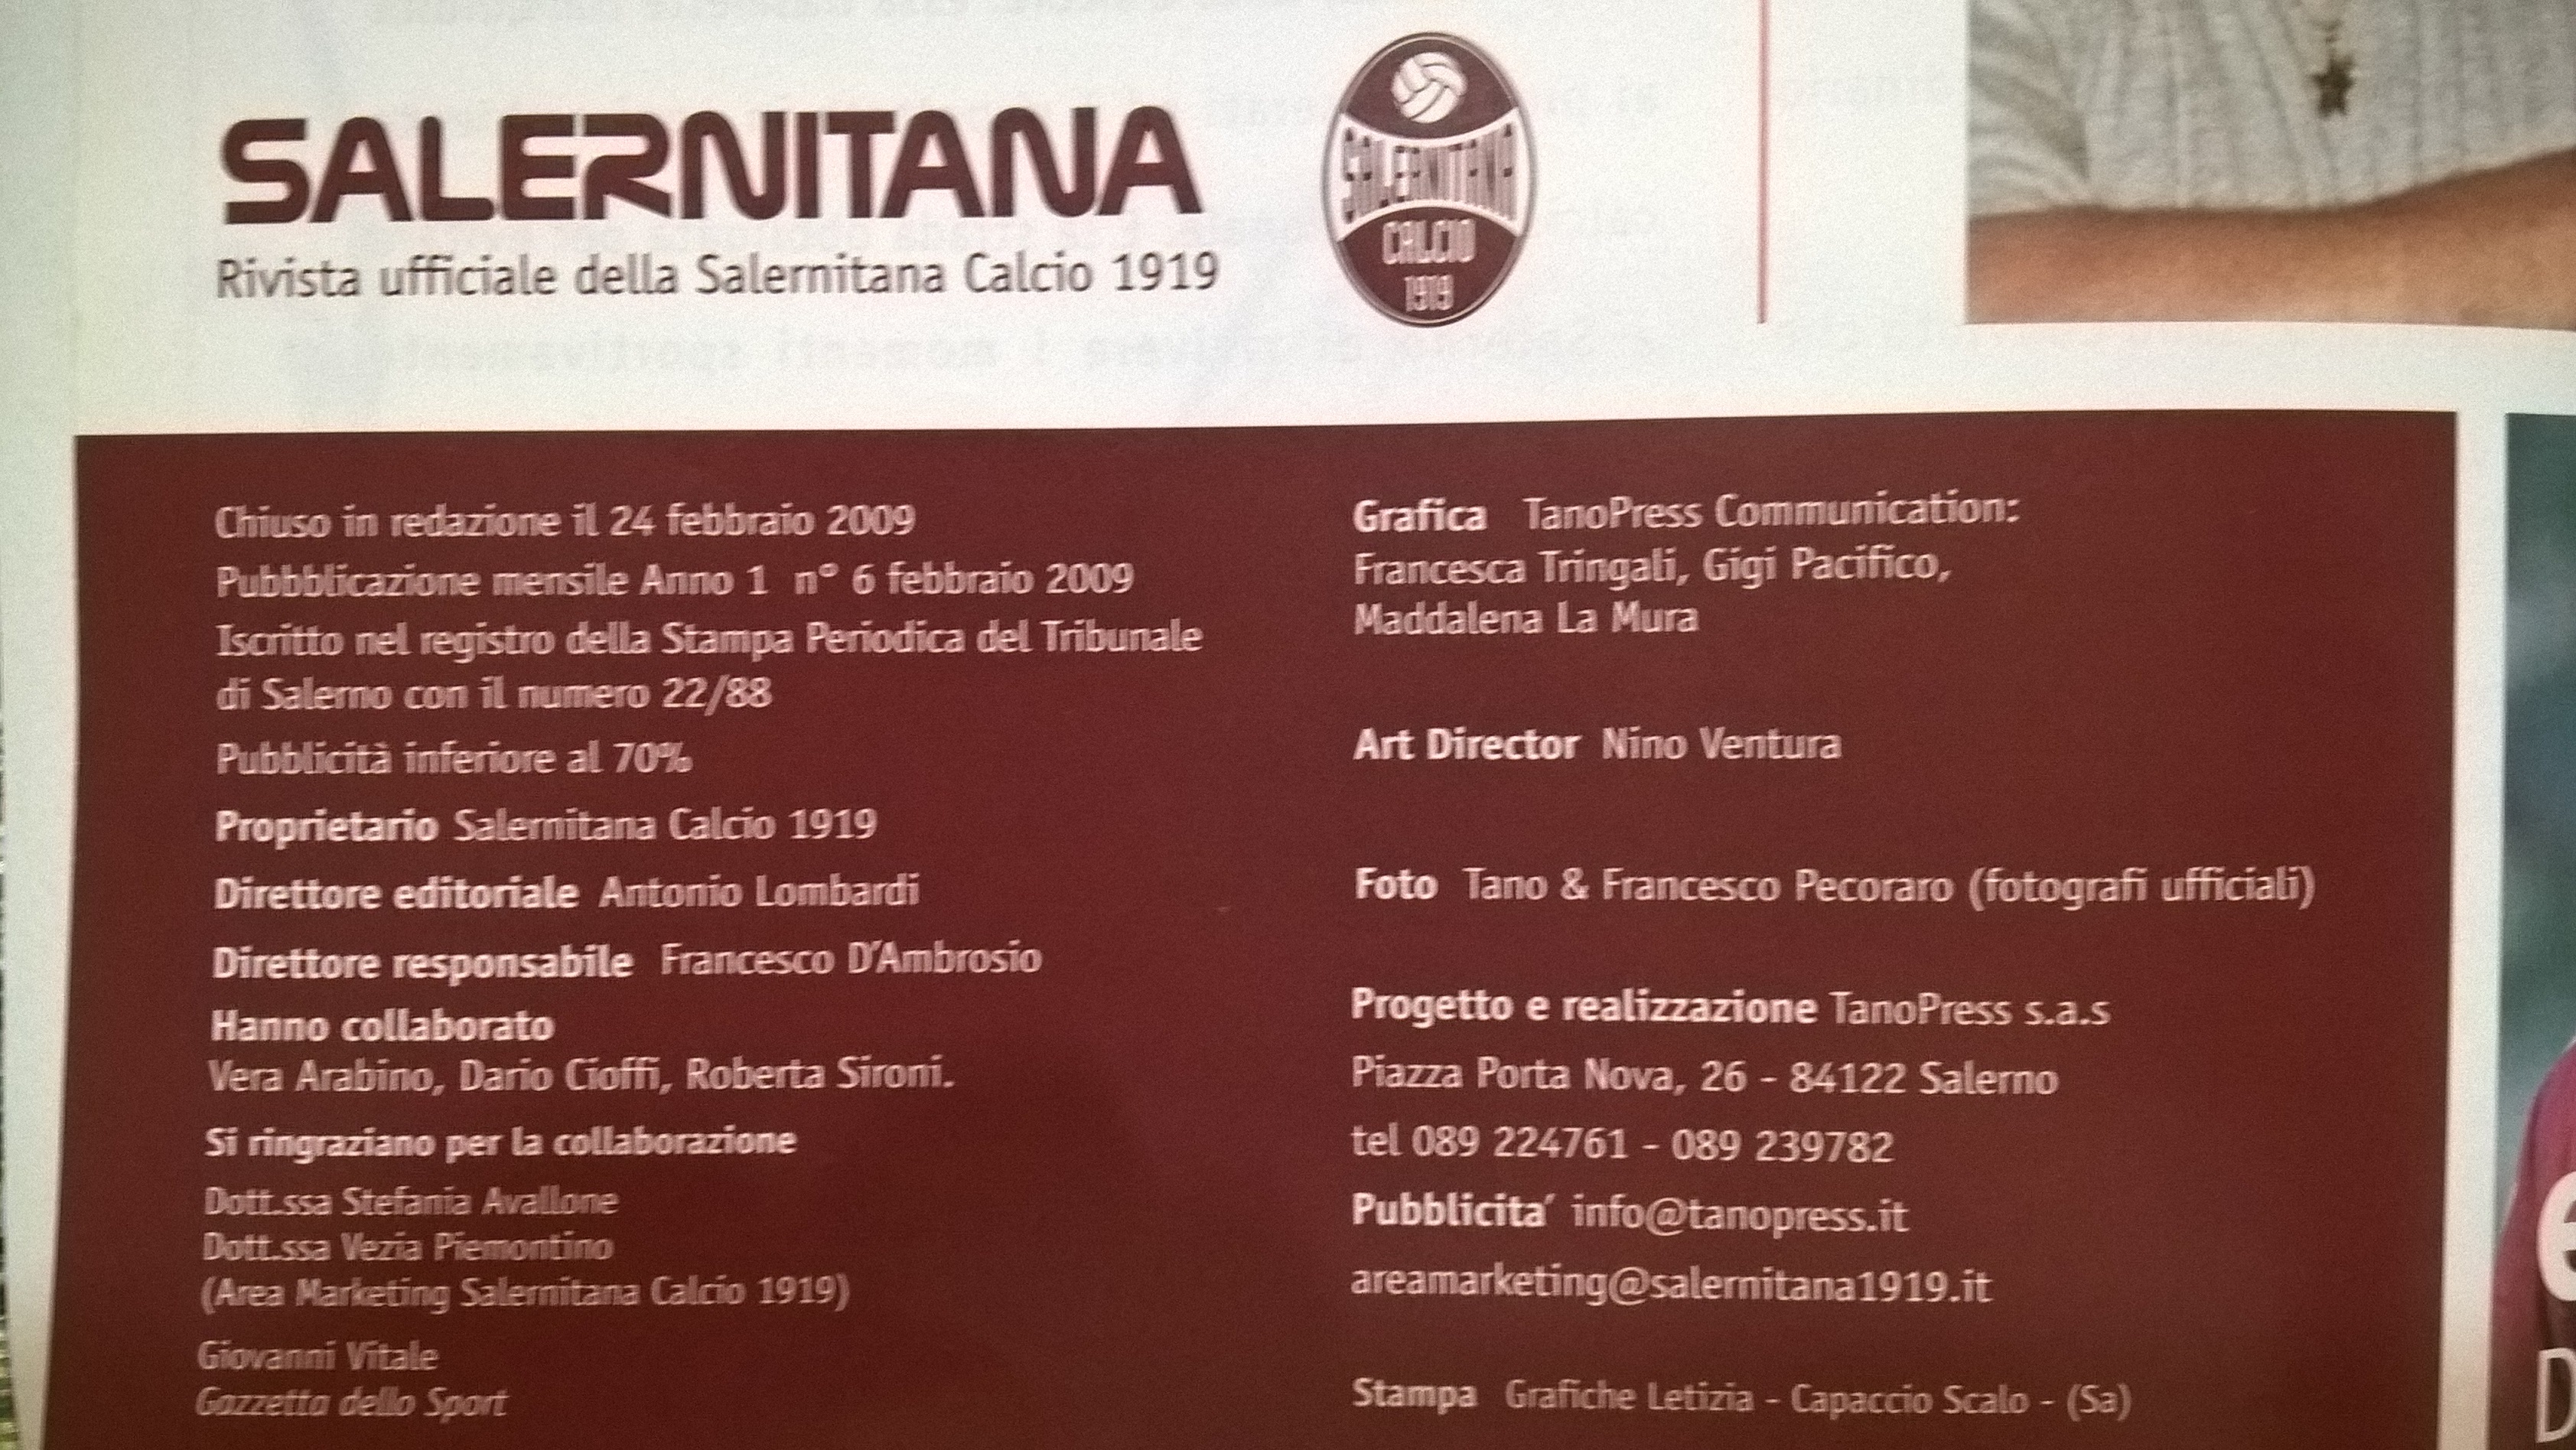 SALERNITANA
Rivista ufficiale della Salernitana Calcio 1919
SALERNITANA
CALCIO
1919
Chiuso in redazione il 24 febbraio 2009
Pubbblicazione mensile Anno 1 n° 6 febbraio 2009
Iscritto nel registro della Stampa Periodica del Tribunale
di Salerno con il numero 22/88
Pubblicità inferiore al 70%
Proprietario Salernitana Calcio 1919
Direttore editoriale Antonio Lombardi
Direttore responsabile Francesco D'Ambrosio
Hanno collaborato
Vera Arabino, Dario Cioffi, Roberta Sironi.
Si ringraziano per la collaborazione
Dott.ssa Stefania Avallone
Dott.ssa Vezia Piemontino
(Area Marketing Salernitana Calcio 1919)
Giovanni Vitale
Gazzetta dello Sport
Grafica TanoPress Communication:
Francesca Tringali, Gigi Pacifico,
Maddalena La Mura
Art Director Nino Ventura
Foto Tano & Francesco Pecoraro (fotografi ufficiali)
Progetto e realizzazione TanoPress s.a.s
Piazza Porta Nova, 26 - 84122 Salerno
tel 089 224761 - 089 239782
Pubblicita' info@tanopress.it
areamarketing@salernitana1919.it
Stampa Grafiche Letizia - Capaccio Scalo - (Sa)